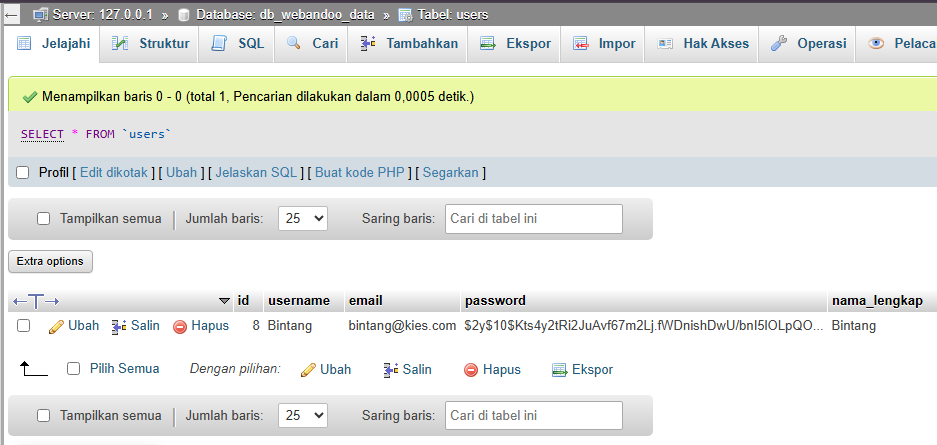 Server: 127.0.0.1 » Database: db_webandoo_data » Tabel: users
Jelajahi Struktur SQL Cari Tambahkan Ekspor Impor Hak Akses Operasi Pelaca
Menampilkan baris 0 - 0 (total 1, Pencarian dilakukan dalam 0,0005 detik.)
SELECT * FROM `users`
Profil [ Edit dikotak ] [ Ubah ] [ Jelaskan SQL ] [ Buat kode PHP ] [ Segarkan ]
Tampilkan semua Jumlah baris: 25 Saring baris: Cari di tabel ini
Extra options
←T→ id username email password nama_lengkap
Ubah Salin Hapus 8 Bintang bintang@kies.com $2y$10$Kts4y2tRi2JuAvf67m2Lj.fWDnishDwU/bnI5IOLpQO... Bintang
Pilih Semua Dengan pilihan: Ubah Salin Hapus Ekspor
Tampilkan semua Jumlah baris: 25 Saring baris: Cari di tabel ini